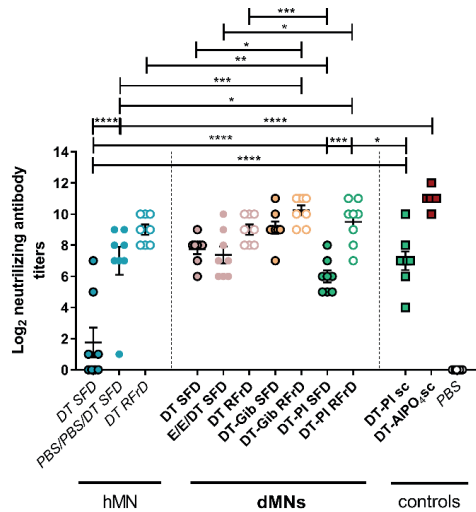 ***
*
*
**
***
*
**** ****
**** *** *
****
14
12
10
8
6
4
2
0
Log2 neutrilizing antibody
titers
DT SFD
PBS/PBS/DT SFD
DT RFrD
DT SFD
E/E/DT SFD
DT RFrD
DT-Gib SFD
DT-Gib RFrD
DT-PI SFD
DT-PI RFrD
DT-PI sc
DT-AlPO4sc
PBS
hMN dMNs controls